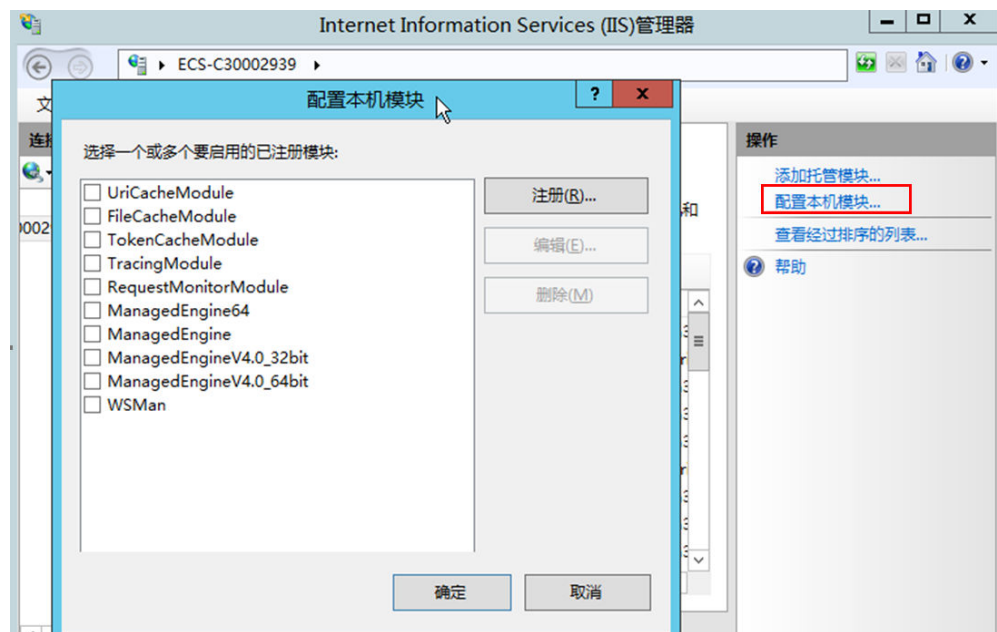 Internet Information Services (IIS)管理器
ECS-C30002939
文
配置本机模块
?
x
选择一个或多个要启用的已注册模块:
UriCacheModule
FileCacheModule
TokenCacheModule
TracingModule
RequestMonitorModule
ManagedEngine64
ManagedEngine
ManagedEngineV4.0_32bit
ManagedEngineV4.0_64bit
WSMan
注册(R)...
编辑(E)...
删除(M)
确定
取消
和
操作
添加托管模块...
配置本机模块...
查看经过排序的列表...
帮助